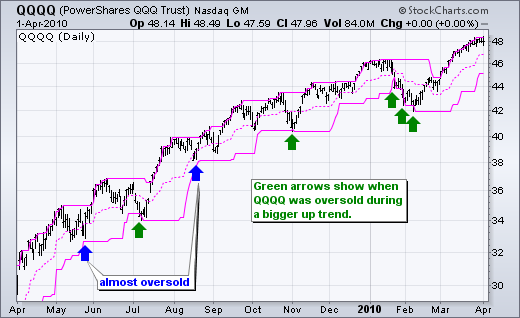 QQQQ (PowerShares QQQ Trust) Nasdaq GM © StockCharts.com
1-Apr-2010 Op 48.14 Hi 48.49 Lo 47.59 Cl 47.96 Vol 84.0M Chg +0.00 (+0.00%)
QQQQ (Daily)
48
46
44
42
40
38
36
34
32
30
Green arrows show when
QQQQ was oversold during
a bigger up trend.
almost oversold
Apr May Jun Jul Aug Sep Oct Nov Dec 2010 Feb Mar Apr